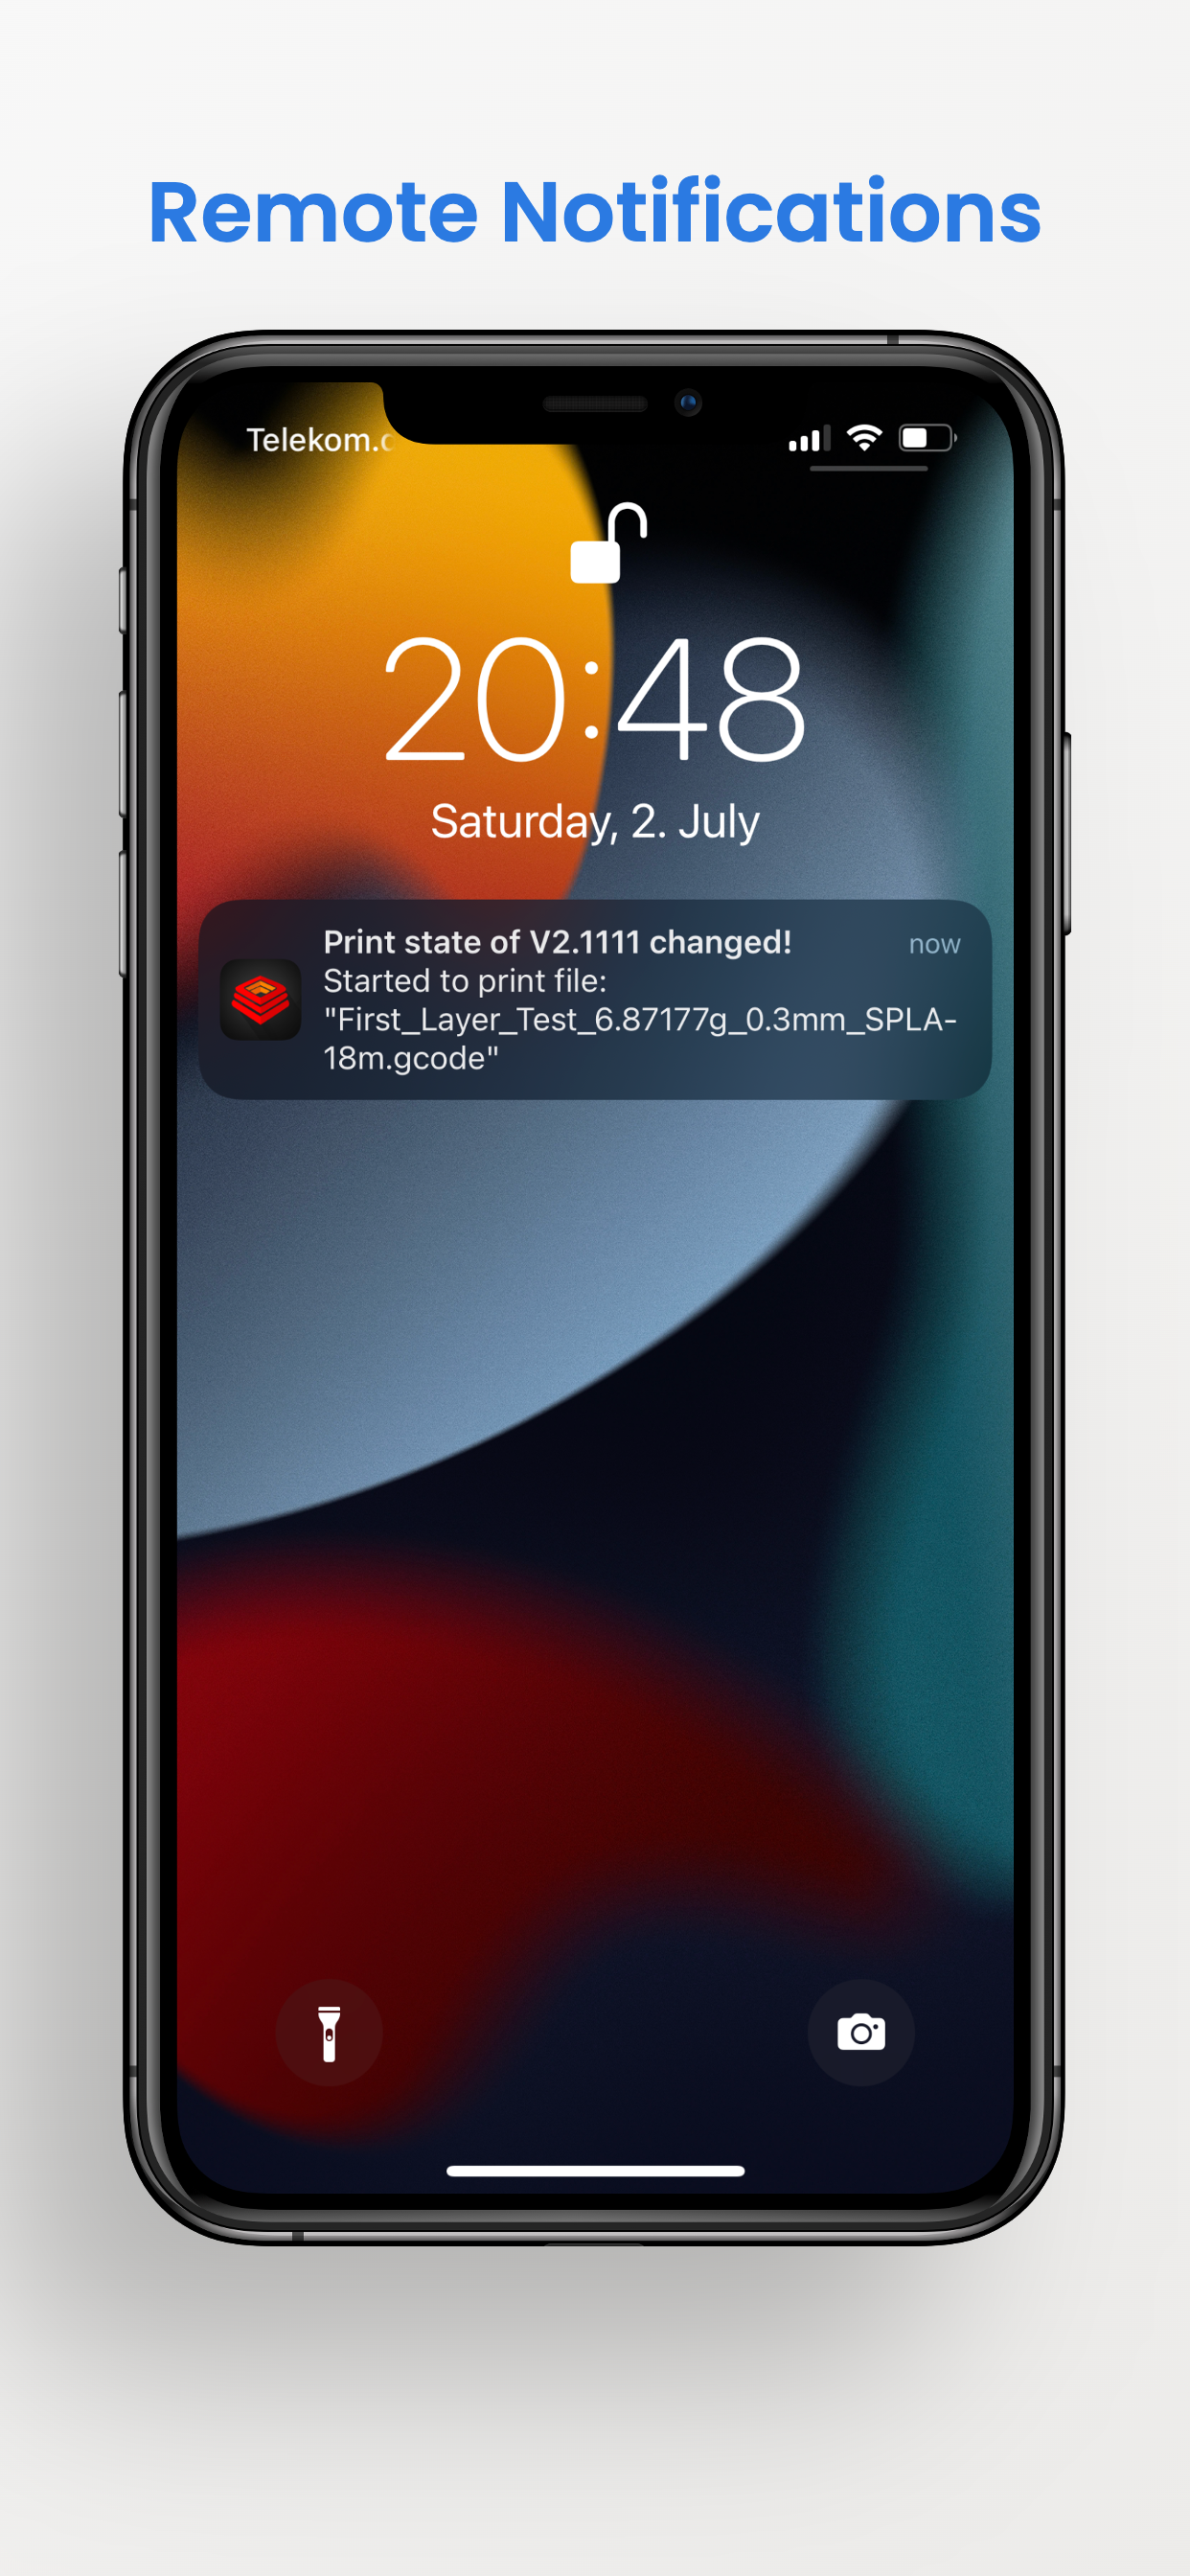 Remote Notifications
Telekom.
20:48
Saturday, 2. July
Print state of V2.1111 changed! now
Started to print file:
"First_Layer_Test_6.87177g_0.3mm_SPLA-
18m.gcode"